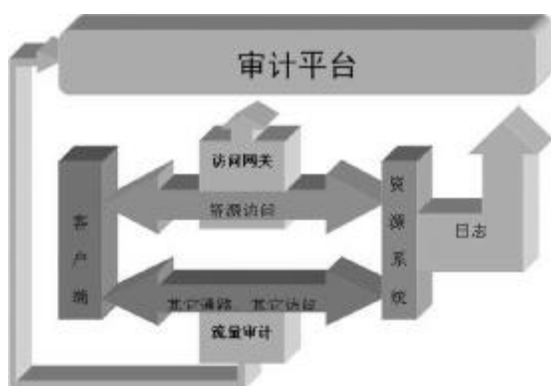 审计平台
访问网关
资源访问
客户端
资源系统
日志
其它通路、其它访问
流量审计